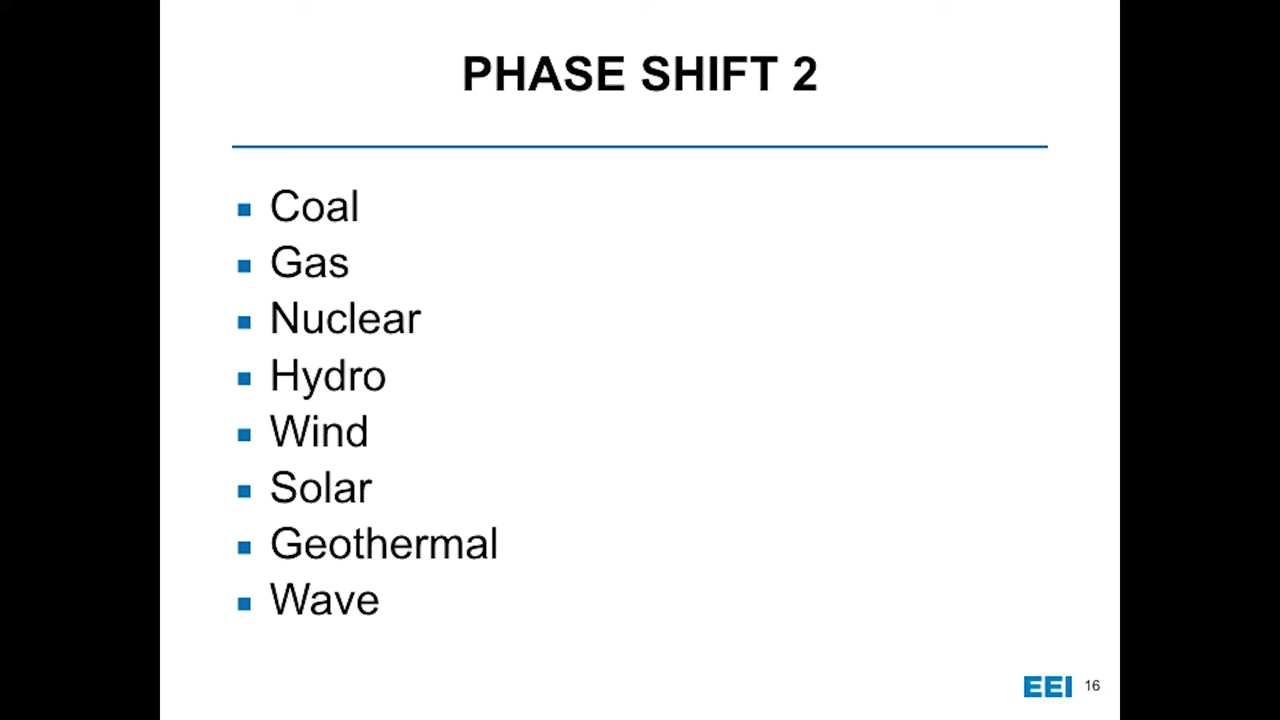 PHASE SHIFT 2
Coal
Gas
Nuclear
Hydro
Wind
Solar
Geothermal
Wave
EEI 16